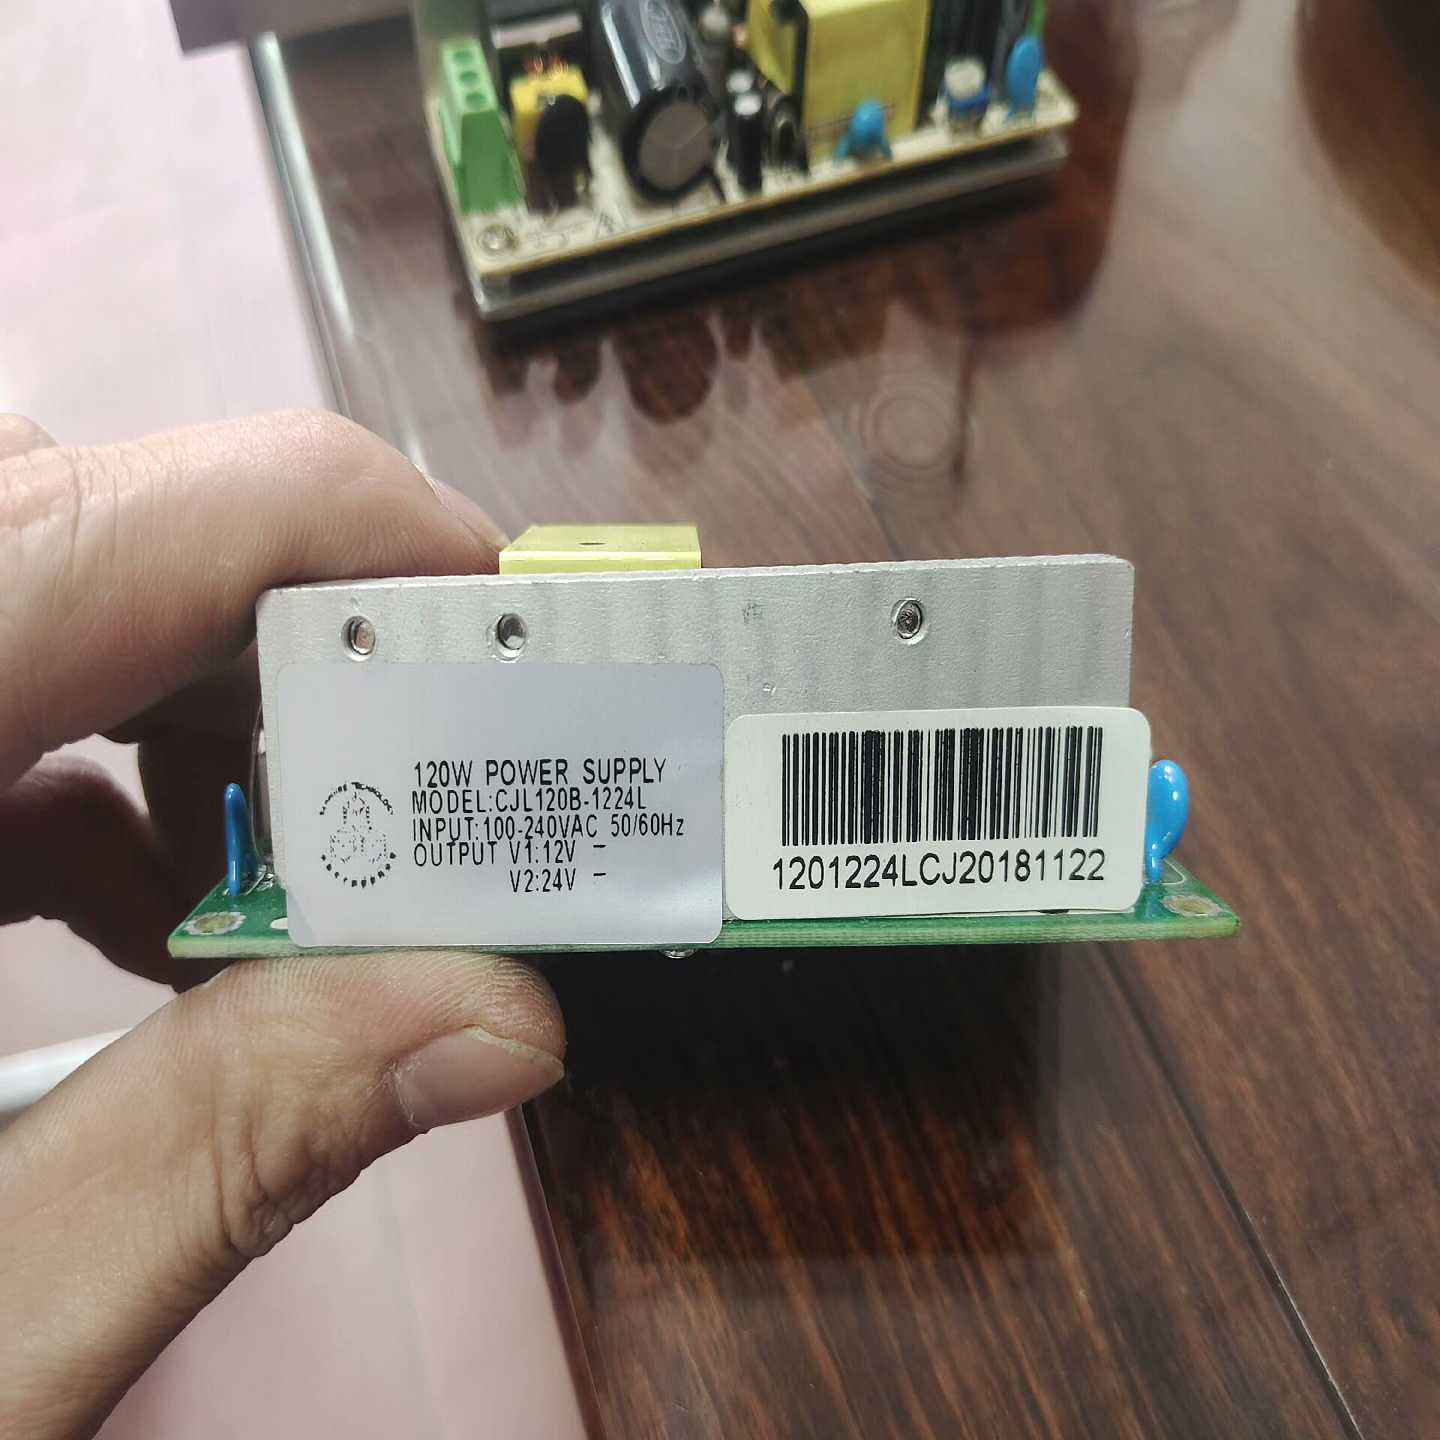 120W POWER SUPPLY
MODEL:CJL120B-1224L
INPUT:100-240VAC 50/60Hz
OUTPUT V1:12V -
V2:24V -
1201224LCJ20181122